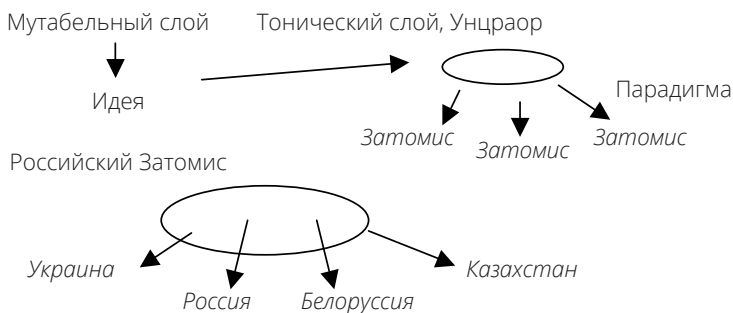 Мутабельный слой Тонический слой, Унцраор
Идея
Парадигма
Затомис Затомис Затомис
Российский Затомис
Украина Казахстан
Россия Белоруссия